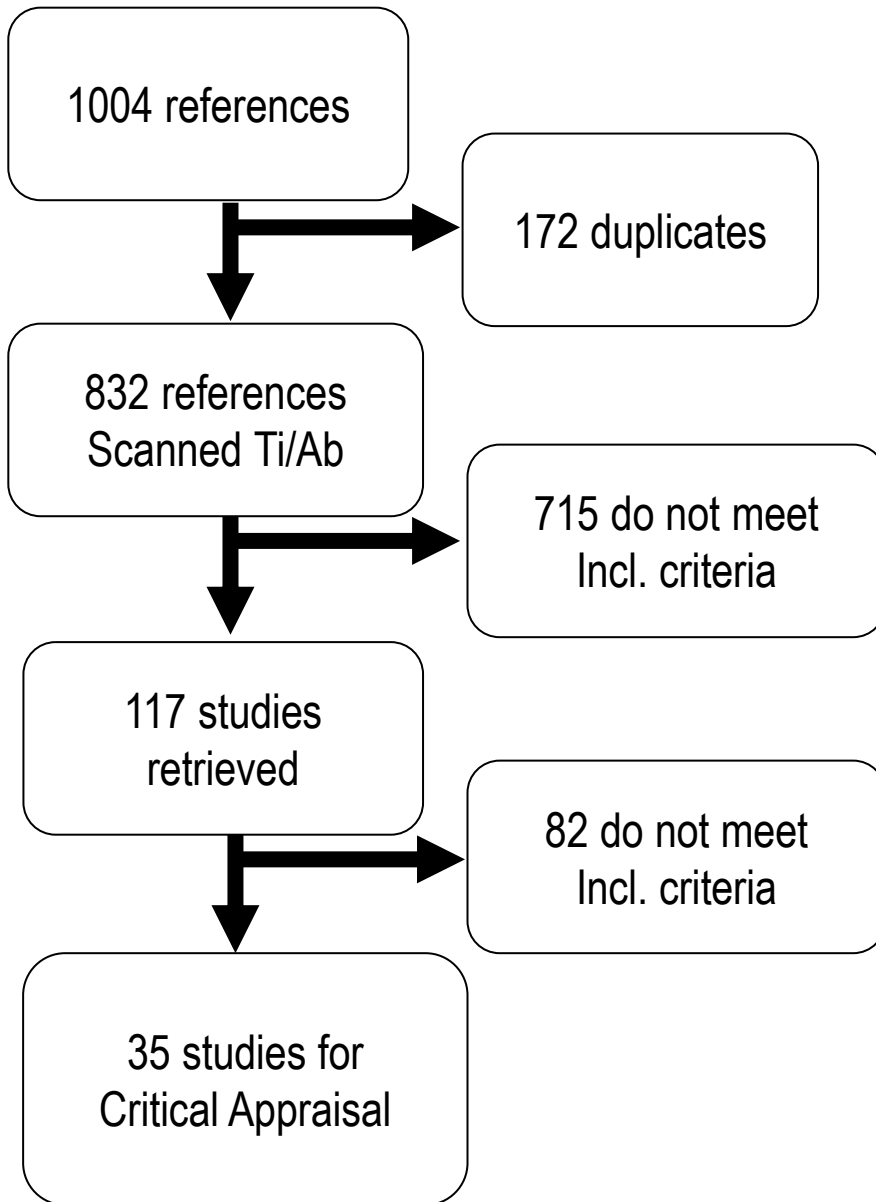 1004 references
172 duplicates
832 references
Scanned Ti/Ab
715 do not meet
Incl. criteria
117 studies
retrieved
82 do not meet
Incl. criteria
35 studies for
Critical Appraisal